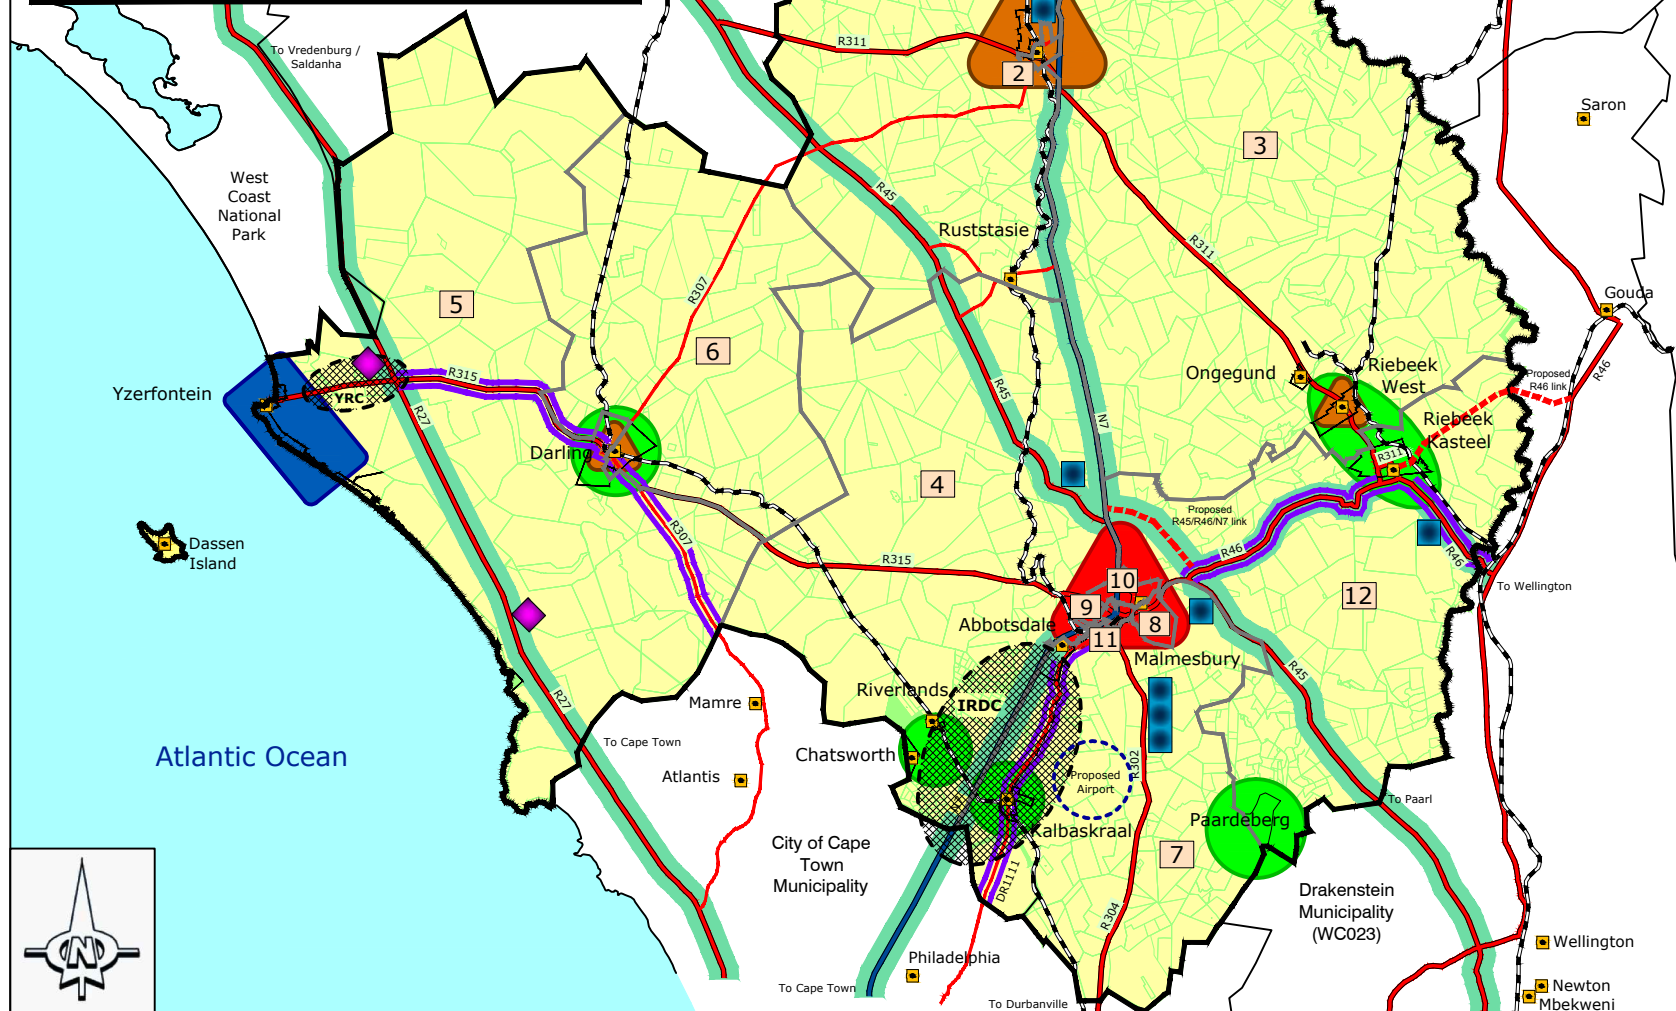 To Vredenburg /
Saldanha
R311
2
Saron
3
West
Coast
National
Park
R45
Ruststasie
R311
R307
5
Gouda
6
Riebeek
West
Ongegund
Proposed
R46 link
R46
Yzerfontein
R315
YRC
R45
R27
N7
Riebeek
Kasteel
Darling
R311
4
Proposed
R45/R46/N7 link
R307
Dassen
Island
R315
R46
R46
To Wellington
10
9
8
12
Abbotsdale
11
Malmesbury
R45
Riverlands
IRDC
R27
Mamre
To Cape Town
Chatsworth
Atlantic Ocean
Atlantis
Proposed
Airport
R302
To Paarl
Kalbaskraal
Paardeberg
City of Cape
Town
Municipality
7
DR1111
Drakenstein
Municipality
(WC023)
R304
N
Philadelphia
Wellington
To Cape Town
To Durbanville
Newton
Mbekweni